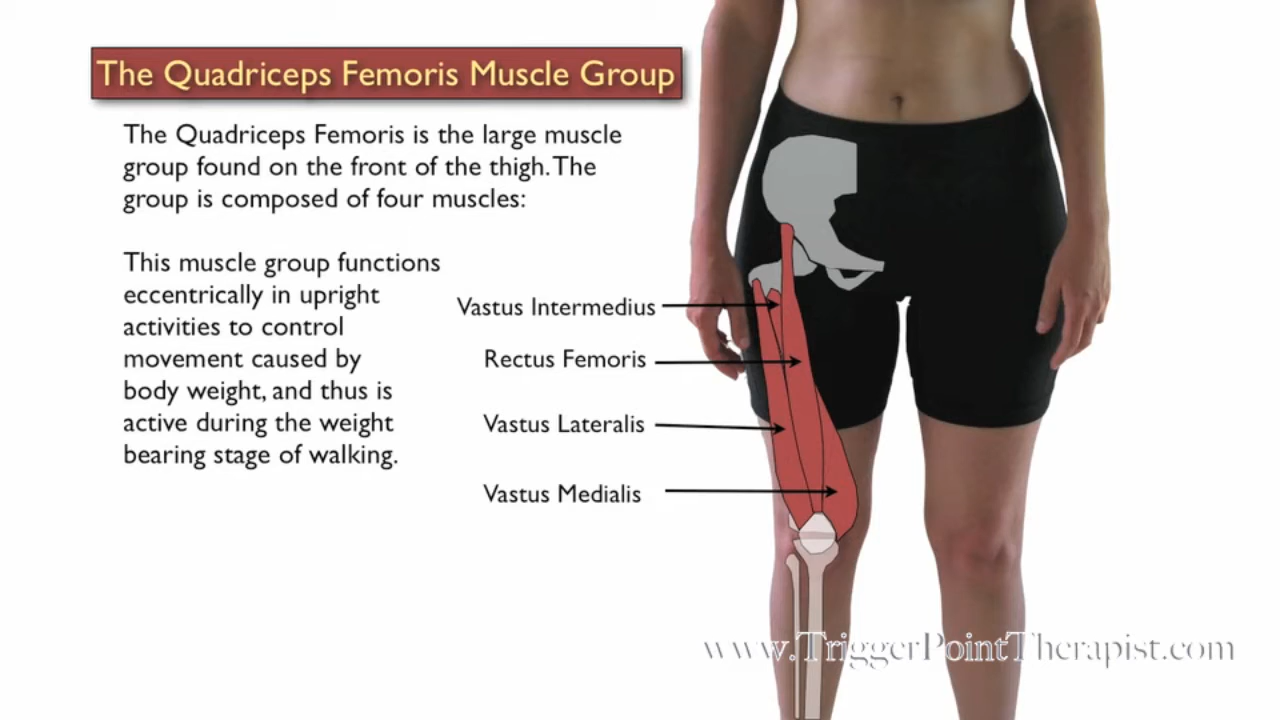 The Quadriceps Femoris Muscle Group
The Quadriceps Femoris is the large muscle
group found on the front of the thigh. The
group is composed of four muscles:
This muscle group functions
eccentrically in upright
activities to control
movement caused by
body weight, and thus is
active during the weight
bearing stage of walking.
Vastus Intermedius
Rectus Femoris
Vastus Lateralis
Vastus Medialis
www.TriggerPointTherapist.com